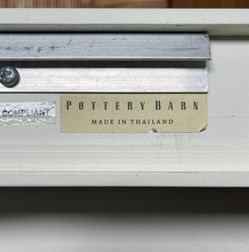 COMPLIANT
POTTERY BARN
MADE IN THAILAND